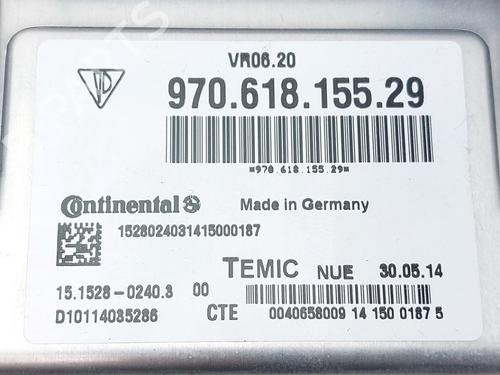 VR06.20
970.618.155.29
*970.618.155.29*
Continental
Made in Germany
1528024031415000187
TEMIC NUE 30.05.14
15.1528-0240.3 00
D10114035286 CTE 0040658009 14 150 0187 5